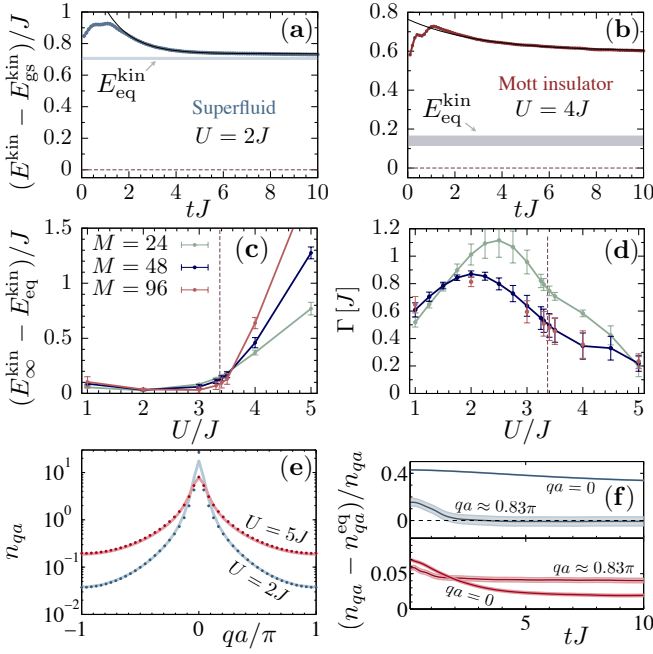 (E^kin − E^kin_gs)/J
1
0.8
0.6
0.4
0.2
0
(a)
E^kin_eq
Superfluid
U = 2J
0 2 4 6 8 10
tJ
0.8
0.6
0.4
0.2
0
(b)
Mott insulator
U = 4J
E^kin_eq
0 2 4 6 8 10
tJ
(E^kin_∞ − E^kin_eq)/J
1.5
1
0.5
0
M = 24
M = 48
M = 96
(c)
1 2 3 4 5
U/J
Γ [J]
1.2
1
0.8
0.6
0.4
0.2
0
(d)
1 2 3 4 5
U/J
n_qa
10^1
10^0
10^−1
10^−2
(e)
U = 5J
U = 2J
−1 0 1
qa/π
(n_qa − n^eq_qa)/n_qa
0.4
0
qa = 0
(f)
qa ≈ 0.83π
0.05
0
qa ≈ 0.83π
qa = 0
0 5 10
tJ